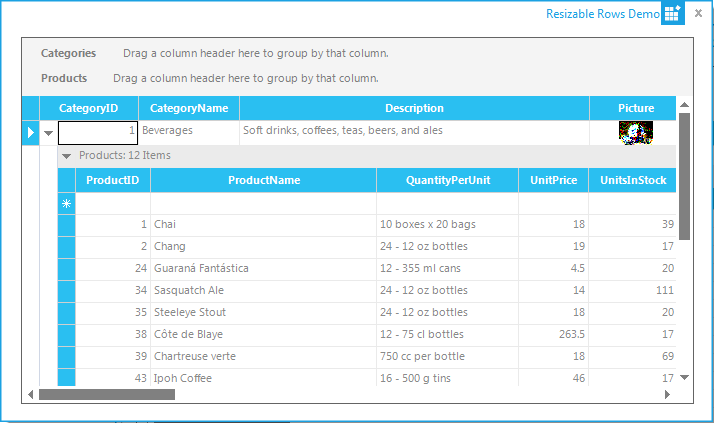 Resizable Rows Demo
Categories Drag a column header here to group by that column.
Products Drag a column header here to group by that column.
CategoryID CategoryName Description Picture
1 Beverages Soft drinks, coffees, teas, beers, and ales
Products: 12 Items
ProductID ProductName QuantityPerUnit UnitPrice UnitsInStock
1 Chai 10 boxes x 20 bags 18 39
2 Chang 24 - 12 oz bottles 19 17
24 Guaraná Fantástica 12 - 355 ml cans 4.5 20
34 Sasquatch Ale 24 - 12 oz bottles 14 111
35 Steeleye Stout 24 - 12 oz bottles 18 20
38 Côte de Blaye 12 - 75 cl bottles 263.5 17
39 Chartreuse verte 750 cc per bottle 18 69
43 Ipoh Coffee 16 - 500 g tins 46 17